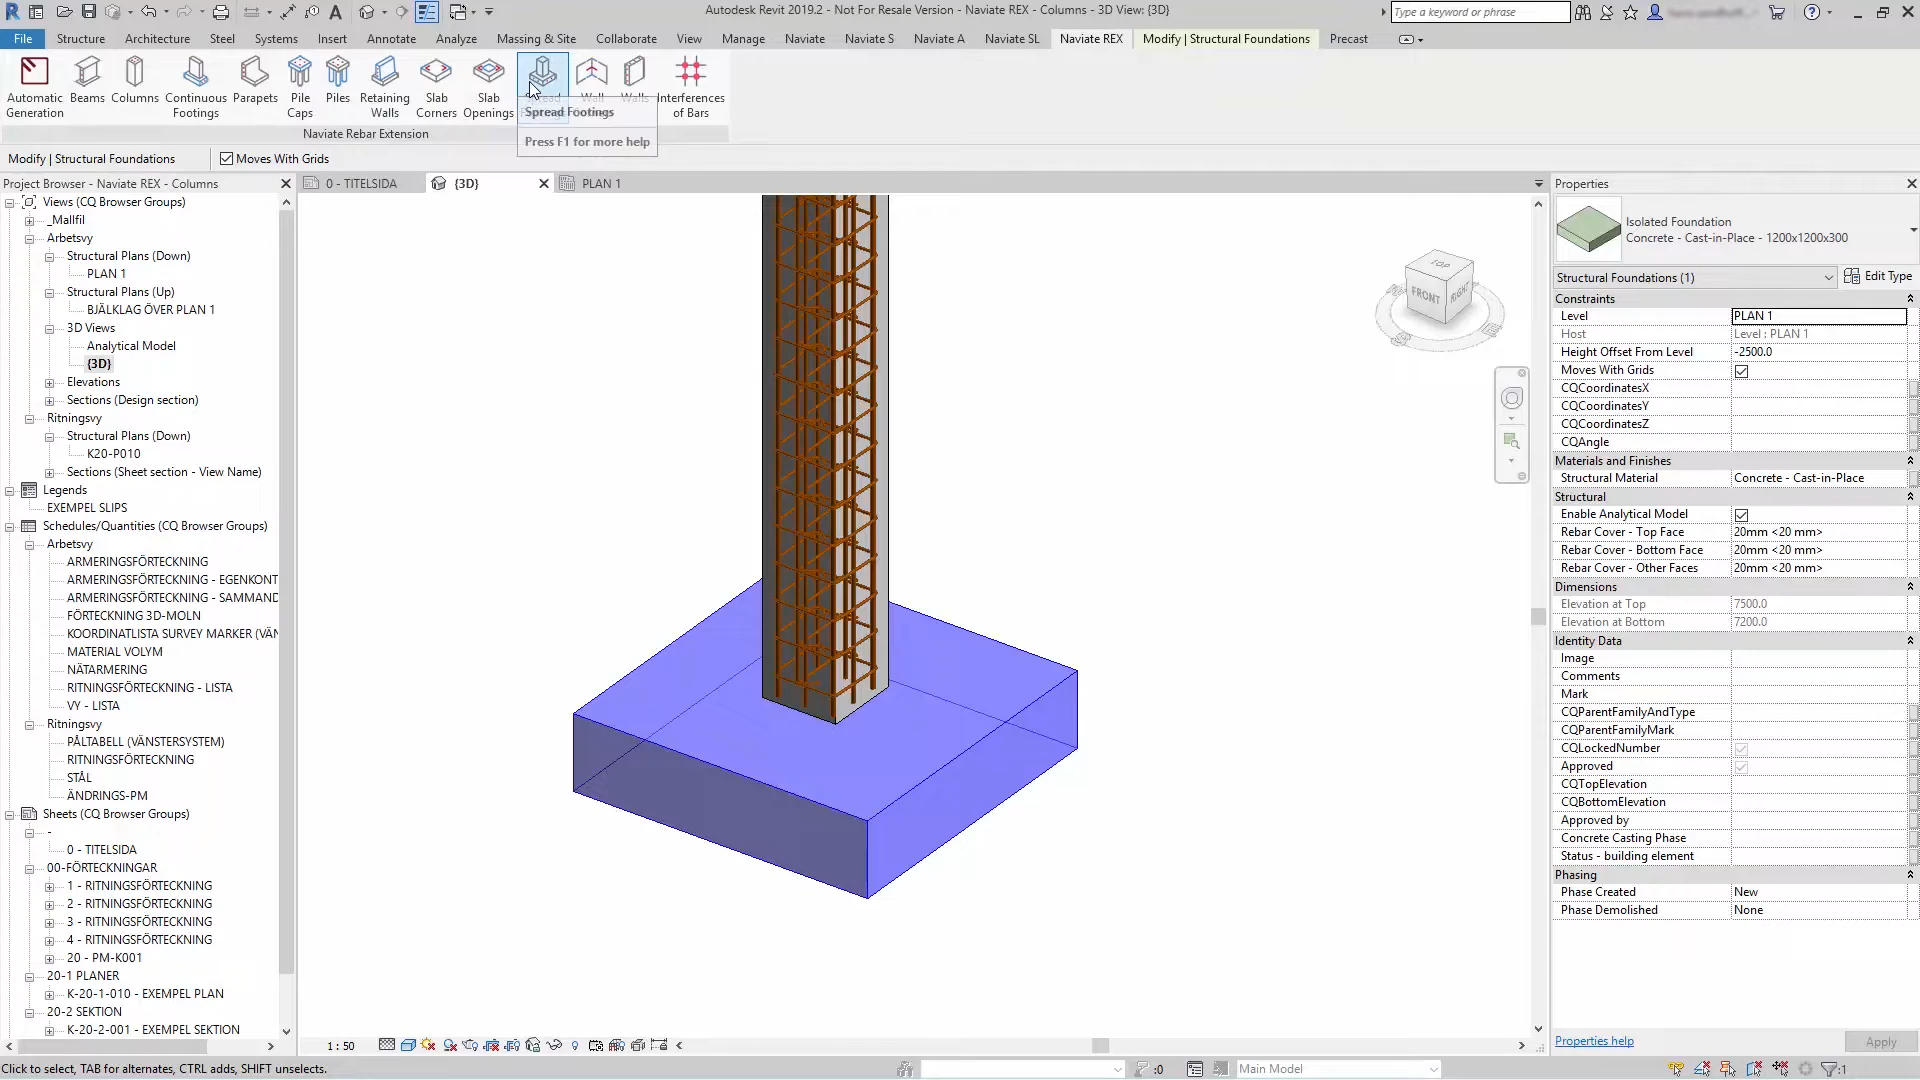 Autodesk Revit 2019.2 - Not For Resale Version - Naviate REX - Columns - 3D View: {3D}
Type a keyword or phrase
File Structure Architecture Steel Systems Insert Annotate Analyze Massing & Site Collaborate View Manage Naviate Naviate S Naviate A Naviate SL Naviate REX Modify | Structural Foundations Precast
Automatic Generation
Beams
Columns
Continuous Footings
Parapets
Pile Caps
Piles
Retaining Walls
Slab Corners
Slab Openings
Spread
Wall
Walls
Interferences of Bars
Spread Footings
Press F1 for more help
Naviate Rebar Extension
Modify | Structural Foundations
Moves With Grids
Project Browser - Naviate REX - Columns
0 - TITELSIDA
{3D}
PLAN 1
Views (CQ Browser Groups)
_Mallfil
Arbetsvy
Structural Plans (Down)
PLAN 1
Structural Plans (Up)
BJÄLKLAG ÖVER PLAN 1
3D Views
Analytical Model
{3D}
Elevations
Sections (Design section)
Ritningsvy
Structural Plans (Down)
K20-P010
Sections (Sheet section - View Name)
Legends
EXEMPEL SLIPS
Schedules/Quantities (CQ Browser Groups)
Arbetsvy
ARMERINGSFÖRTECKNING
ARMERINGSFÖRTECKNING - EGENKONT
ARMERINGSFÖRTECKNING - SAMMAND
FÖRTECKNING 3D-MOLN
KOORDINATLISTA SURVEY MARKER (VÄN
MATERIAL VOLYM
NÄTARMERING
RITNINGSFÖRTECKNING - LISTA
VY - LISTA
Ritningsvy
PÅLTABELL (VÄNSTERSYSTEM)
RITNINGSFÖRTECKNING
STÅL
ÄNDRINGS-PM
Sheets (CQ Browser Groups)
-
0 - TITELSIDA
00-FÖRTECKNINGAR
1 - RITNINGSFÖRTECKNING
2 - RITNINGSFÖRTECKNING
3 - RITNINGSFÖRTECKNING
4 - RITNINGSFÖRTECKNING
20 - PM-K001
20-1 PLANER
K-20-1-010 - EXEMPEL PLAN
20-2 SEKTION
K-20-2-001 - EXEMPEL SEKTION
TOP
FRONT
RIGHT
Properties
Isolated Foundation
Concrete - Cast-in-Place - 1200x1200x300
Structural Foundations (1)
Edit Type
Constraints
Level PLAN 1
Host Level : PLAN 1
Height Offset From Level -2500.0
Moves With Grids
CQCoordinatesX
CQCoordinatesY
CQCoordinatesZ
CQAngle
Materials and Finishes
Structural Material Concrete - Cast-in-Place
Structural
Enable Analytical Model
Rebar Cover - Top Face 20mm <20 mm>
Rebar Cover - Bottom Face 20mm <20 mm>
Rebar Cover - Other Faces 20mm <20 mm>
Dimensions
Elevation at Top 7500.0
Elevation at Bottom 7200.0
Identity Data
Image
Comments
Mark
CQParentFamilyAndType
CQParentFamilyMark
CQLockedNumber
Approved
CQTopElevation
CQBottomElevation
Approved by
Concrete Casting Phase
Status - building element
Phasing
Phase Created New
Phase Demolished None
Properties help
Apply
1 : 50
Click to select, TAB for alternates, CTRL adds, SHIFT unselects.
:0
Main Model
:1